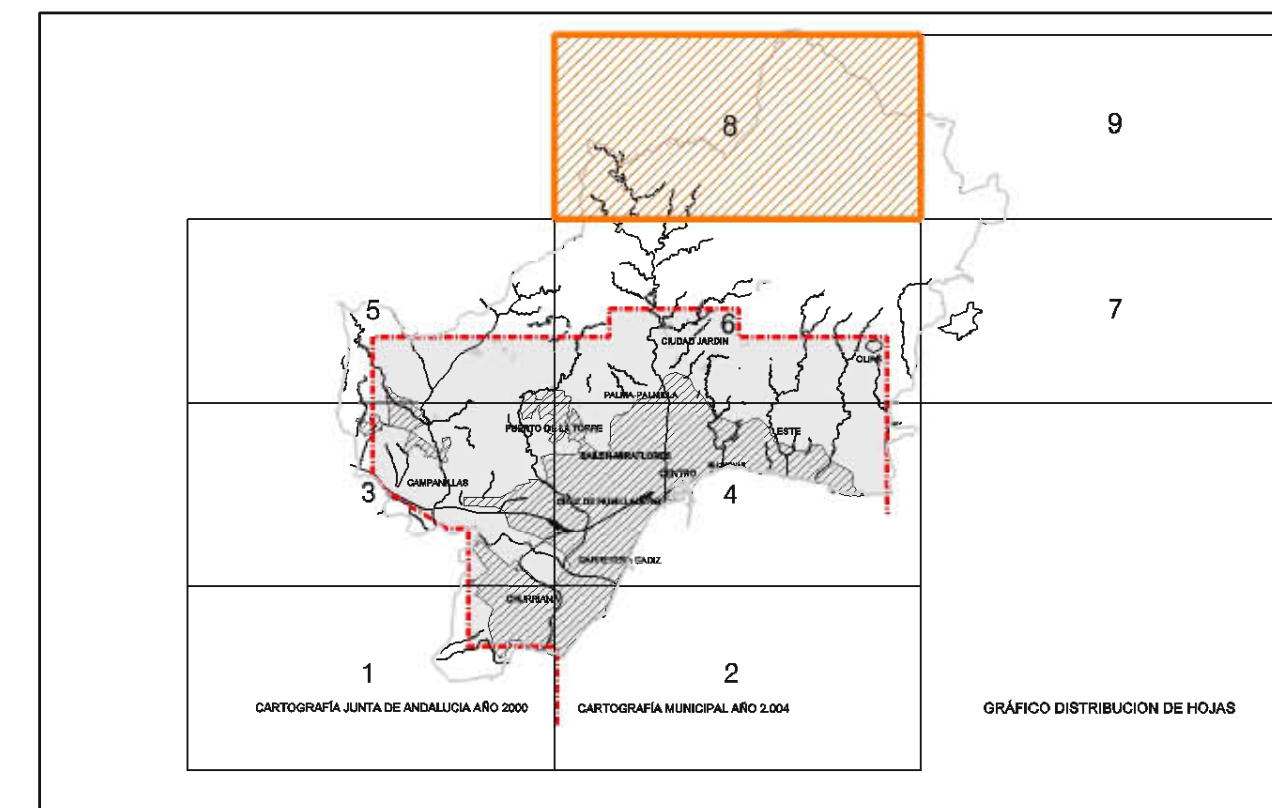 8
9
5
6
7
CIUDAD JARDIN
OLIAS
PALMA-PALMILLA
PUERTO DE LA TORRE
ESTE
BAILEN-MIRAFLORES
CENTRO
CAMPANILLAS
3
4
CHURRIANA
1
2
CARTOGRAFÍA JUNTA DE ANDALUCIA AÑO 2000
CARTOGRAFÍA MUNICIPAL AÑO 2.004
GRÁFICO DISTRIBUCION DE HOJAS